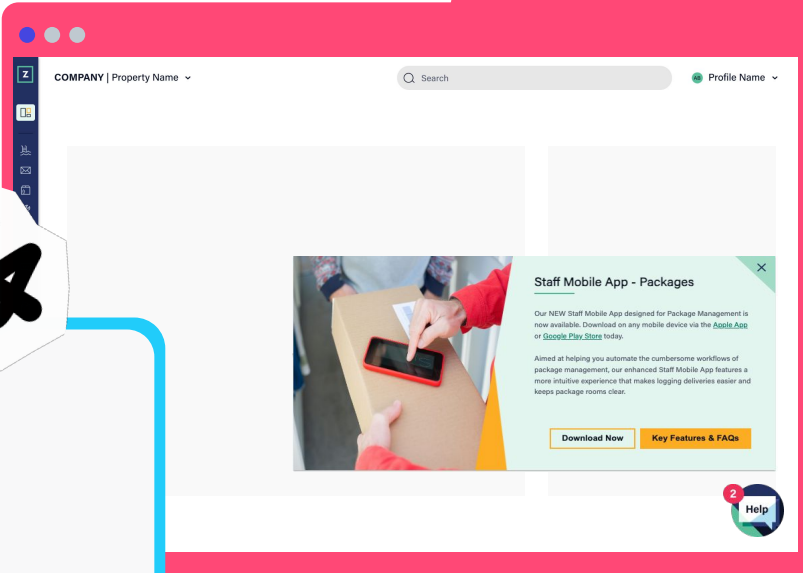 Z
COMPANY | Property Name
Search
AB
Profile Name
Staff Mobile App - Packages
Our NEW Staff Mobile App designed for Package Management is
now available. Download on any mobile device via the Apple App
or Google Play Store today.
Aimed at helping you automate the cumbersome workflows of
package management, our enhanced Staff Mobile App features a
more intuitive experience that makes logging deliveries easier and
keeps package rooms clear.
Download Now
Key Features & FAQs
2
Help